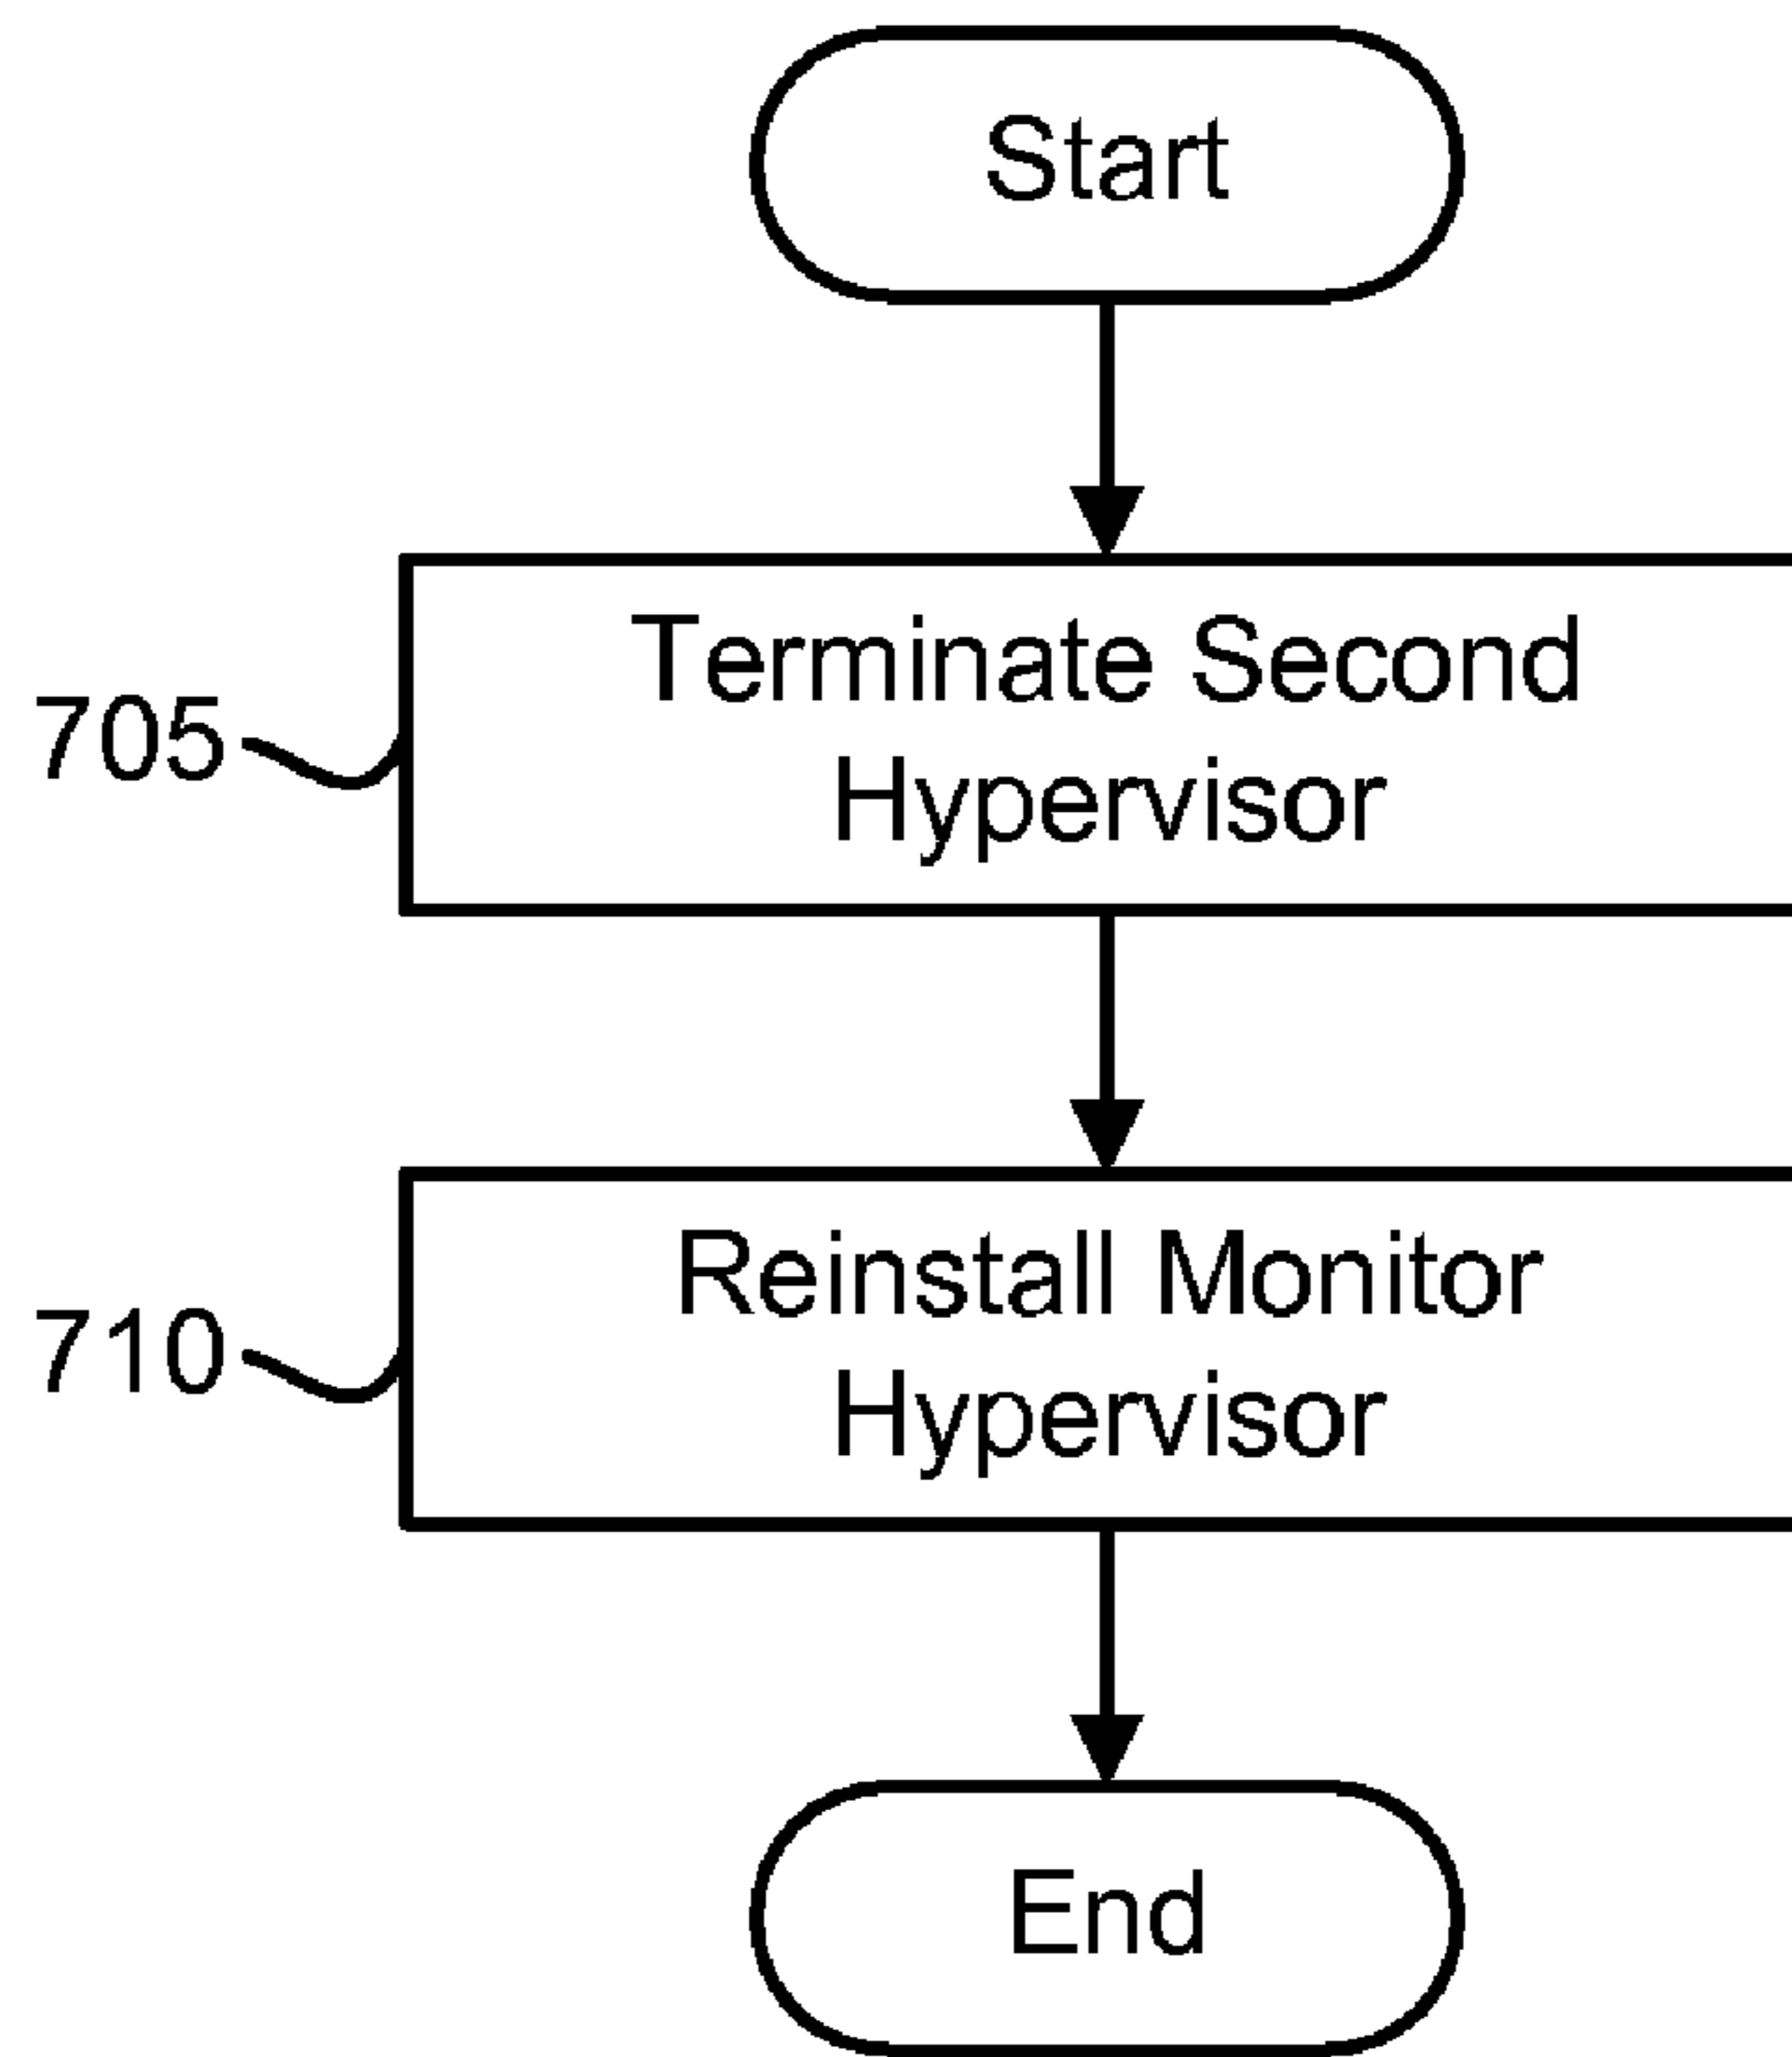 Start
Terminate Second
Hypervisor
705
Reinstall Monitor
Hypervisor
710
End